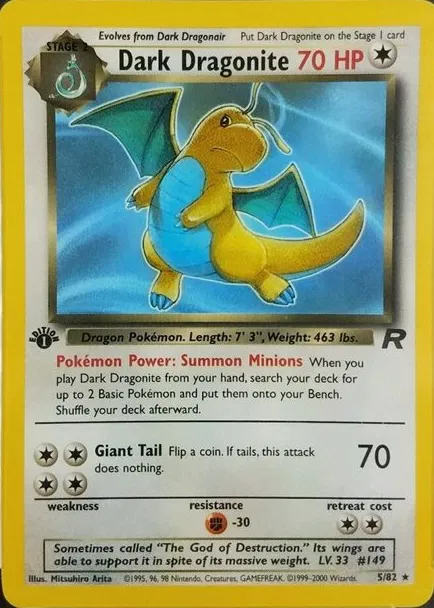 Evolves from Dark Dragonair Put Dark Dragonite on the Stage 1 card
STAGE 2
Dark Dragonite 70 HP
EDITION
1
Dragon Pokémon. Length: 7' 3", Weight: 463 lbs.
R
Pokémon Power: Summon Minions When you
play Dark Dragonite from your hand, search your deck for
up to 2 Basic Pokémon and put them onto your Bench.
Shuffle your deck afterward.
Giant Tail Flip a coin. If tails, this attack
does nothing.
70
weakness resistance retreat cost
-30
Sometimes called "The God of Destruction." Its wings are
able to support it in spite of its massive weight. LV. 33 #149
Illus. Mitsuhiro Arita ©1995, 96, 98 Nintendo, Creatures, GAMEFREAK. ©1999-2000 Wizards. 5/82 ★